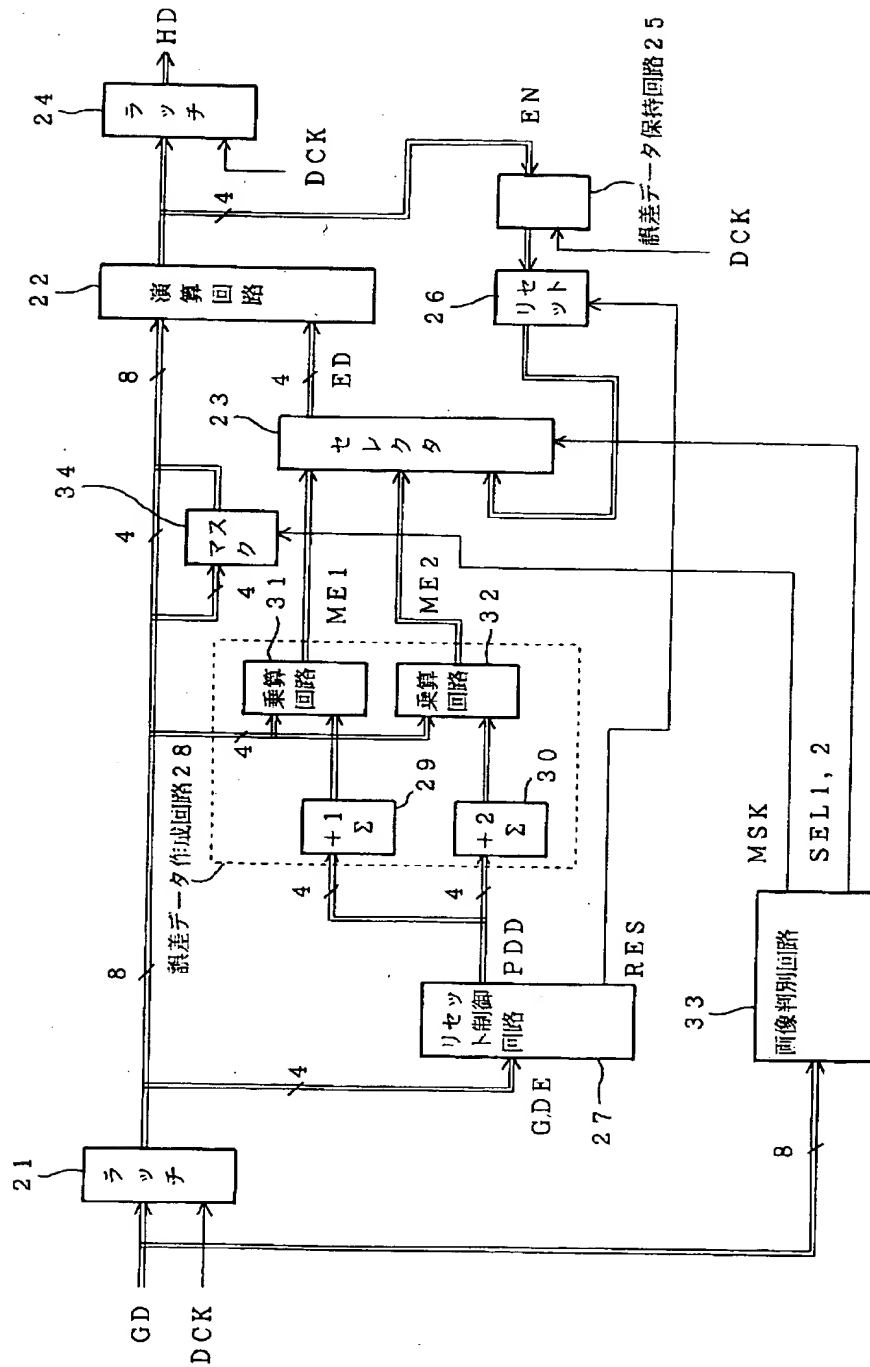 GD
DCK
21
ラッチ
8
8
4
GDE
27
リセッ
ト制御
回路
PDD
RES
33
画像判別回路
MSK
SEL1, 2
誤差データ作成回路28
4
4
+1
Σ
29
+2
Σ
30
4
乗算
回路
31
乗算
回路
32
ME1
ME2
4
マスク
34
4
8
セレクタ
23
4
ED
演算回路
22
4
ラッチ
24
DCK
HD
EN
誤差データ保持回路25
DCK
リセット
26